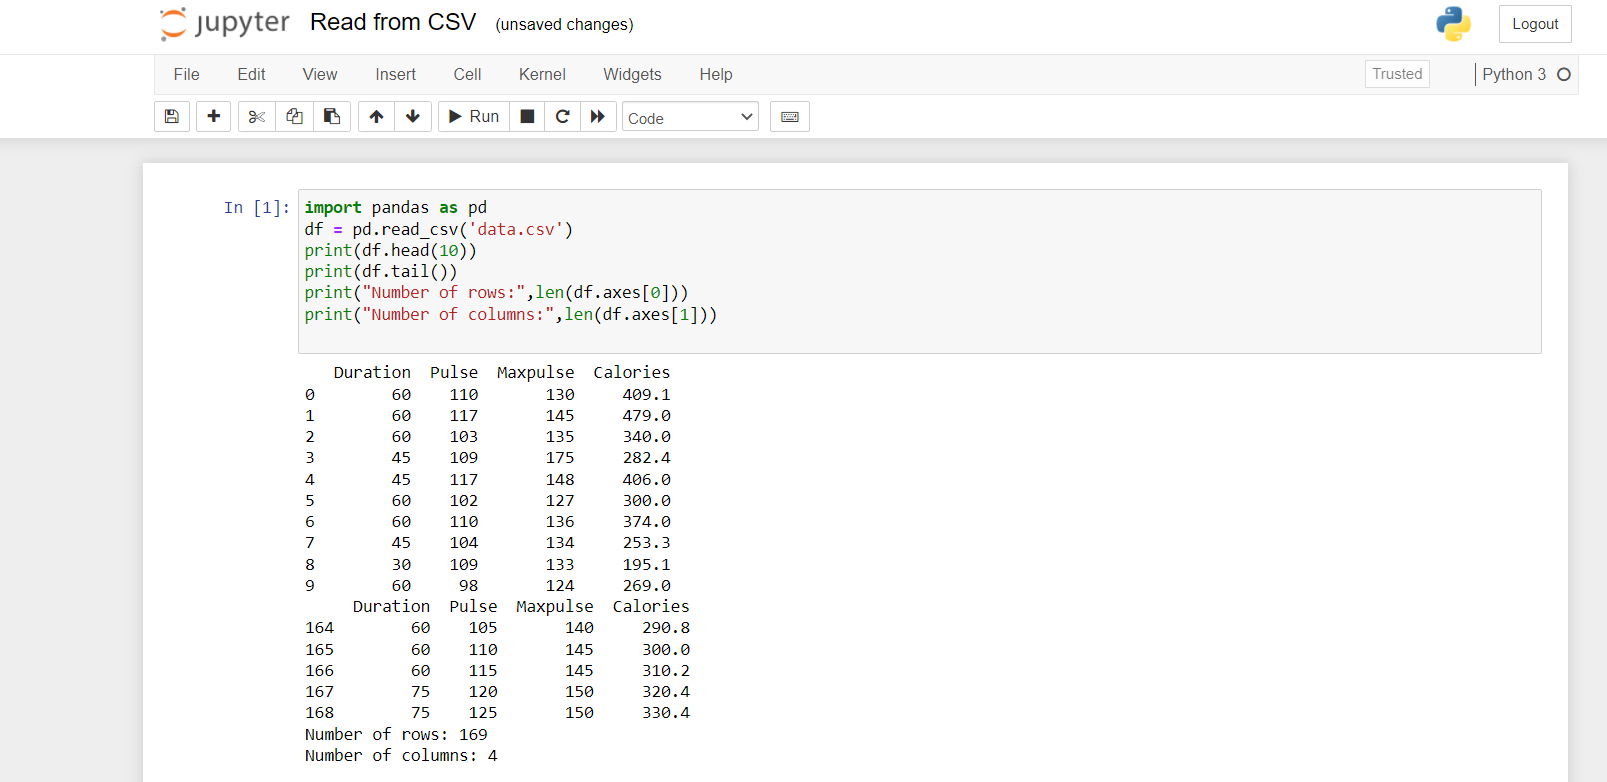 jupyter Read from CSV (unsaved changes) Logout
File Edit View Insert Cell Kernel Widgets Help Trusted Python 3
Run Code
In [1]: import pandas as pd
df = pd.read_csv('data.csv')
print(df.head(10))
print(df.tail())
print("Number of rows:",len(df.axes[0]))
print("Number of columns:",len(df.axes[1]))
   Duration  Pulse  Maxpulse  Calories
0        60    110       130     409.1
1        60    117       145     479.0
2        60    103       135     340.0
3        45    109       175     282.4
4        45    117       148     406.0
5        60    102       127     300.0
6        60    110       136     374.0
7        45    104       134     253.3
8        30    109       133     195.1
9        60     98       124     269.0
     Duration  Pulse  Maxpulse  Calories
164        60    105       140     290.8
165        60    110       145     300.0
166        60    115       145     310.2
167        75    120       150     320.4
168        75    125       150     330.4
Number of rows: 169
Number of columns: 4